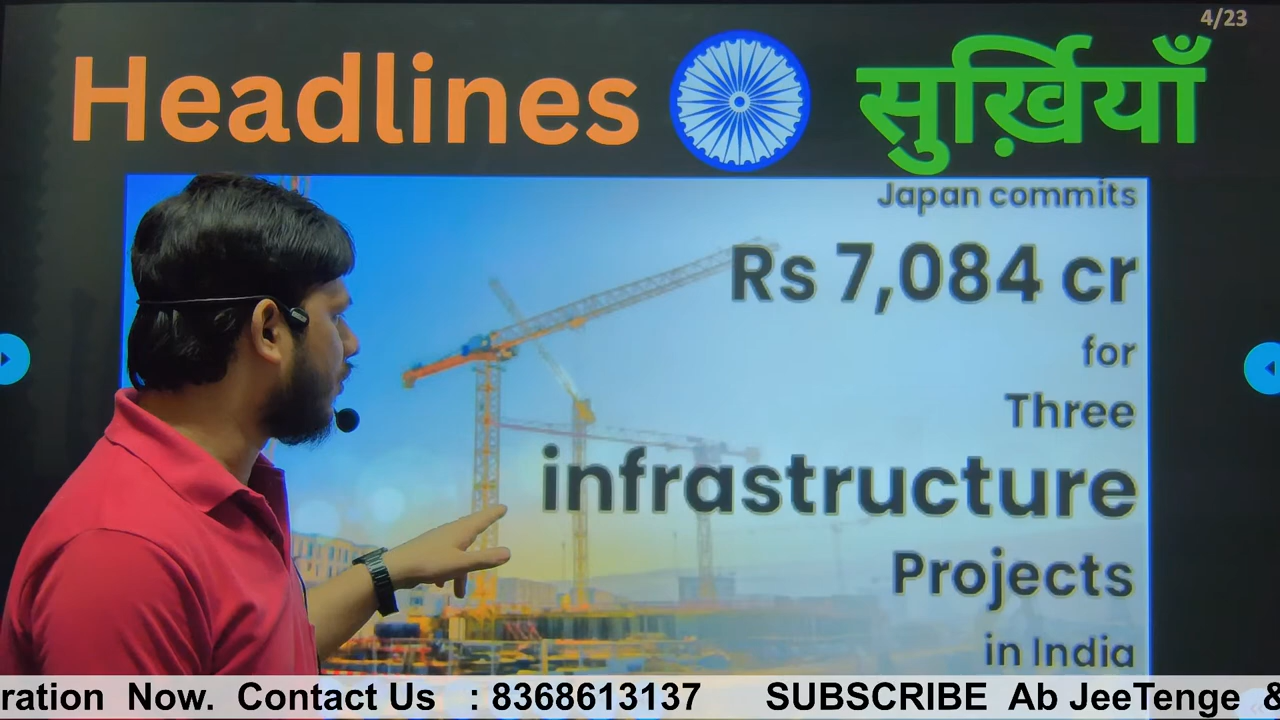 4/23
Headlines सुर्ख़ियाँ
Japan commits
Rs 7,084 cr
for
Three
infrastructure
Projects
in India
ration Now. Contact Us : 8368613137 SUBSCRIBE Ab JeeTenge &